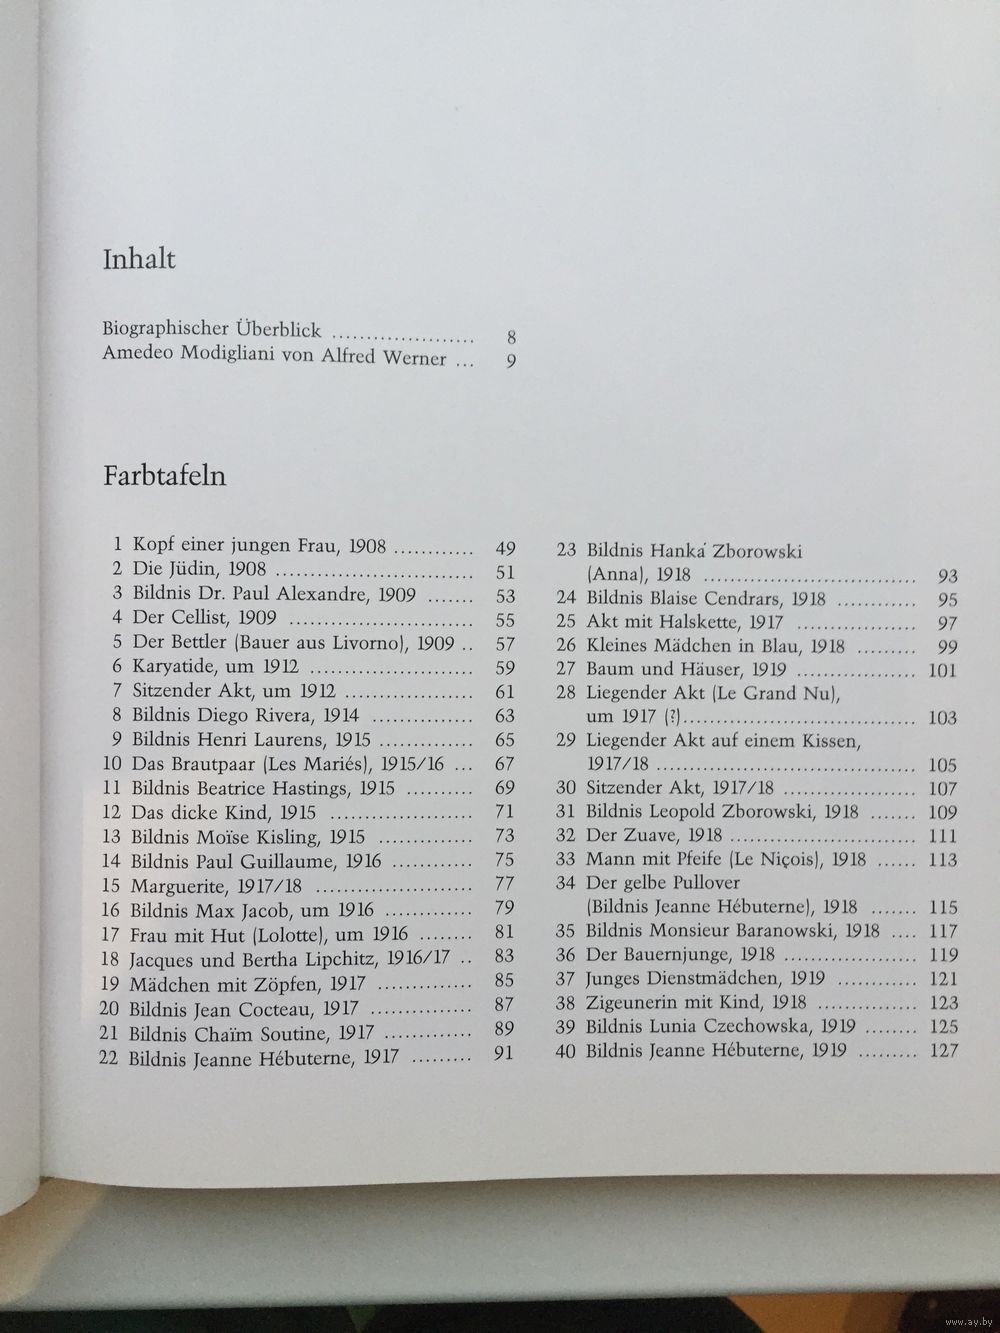 Inhalt
Biographischer Überblick ..................... 8
Amedeo Modigliani von Alfred Werner ... 9
Farbtafeln
1 Kopf einer jungen Frau, 1908 ............ 49
2 Die Jüdin, 1908 ............................. 51
3 Bildnis Dr. Paul Alexandre, 1909 ....... 53
4 Der Cellist, 1909 ........................... 55
5 Der Bettler (Bauer aus Livorno), 1909 .. 57
6 Karyatide, um 1912 ........................ 59
7 Sitzender Akt, um 1912 ................... 61
8 Bildnis Diego Rivera, 1914 ............... 63
9 Bildnis Henri Laurens, 1915 .............. 65
10 Das Brautpaar (Les Mariés), 1915/16 ... 67
11 Bildnis Beatrice Hastings, 1915 .......... 69
12 Das dicke Kind, 1915 ..................... 71
13 Bildnis Moïse Kisling, 1915 .............. 73
14 Bildnis Paul Guillaume, 1916 ............ 75
15 Marguerite, 1917/18 ....................... 77
16 Bildnis Max Jacob, um 1916 ............. 79
17 Frau mit Hut (Lolotte), um 1916 ........ 81
18 Jacques und Bertha Lipchitz, 1916/17 .. 83
19 Mädchen mit Zöpfen, 1917 .............. 85
20 Bildnis Jean Cocteau, 1917 ............... 87
21 Bildnis Chaïm Soutine, 1917 ............. 89
22 Bildnis Jeanne Hébuterne, 1917 ......... 91
23 Bildnis Hanka Zborowski
(Anna), 1918 ................................ 93
24 Bildnis Blaise Cendrars, 1918 ............ 95
25 Akt mit Halskette, 1917 .................. 97
26 Kleines Mädchen in Blau, 1918 ......... 99
27 Baum und Häuser, 1919 .................. 101
28 Liegender Akt (Le Grand Nu),
um 1917 (?)................................... 103
29 Liegender Akt auf einem Kissen,
1917/18 ....................................... 105
30 Sitzender Akt, 1917/18 .................... 107
31 Bildnis Leopold Zborowski, 1918 ....... 109
32 Der Zuave, 1918 ............................ 111
33 Mann mit Pfeife (Le Niçois), 1918 ...... 113
34 Der gelbe Pullover
(Bildnis Jeanne Hébuterne), 1918 ....... 115
35 Bildnis Monsieur Baranowski, 1918 .... 117
36 Der Bauernjunge, 1918 .................... 119
37 Junges Dienstmädchen, 1919 ............ 121
38 Zigeunerin mit Kind, 1918 ............... 123
39 Bildnis Lunia Czechowska, 1919 ........ 125
40 Bildnis Jeanne Hébuterne, 1919 ......... 127
www.ay.by